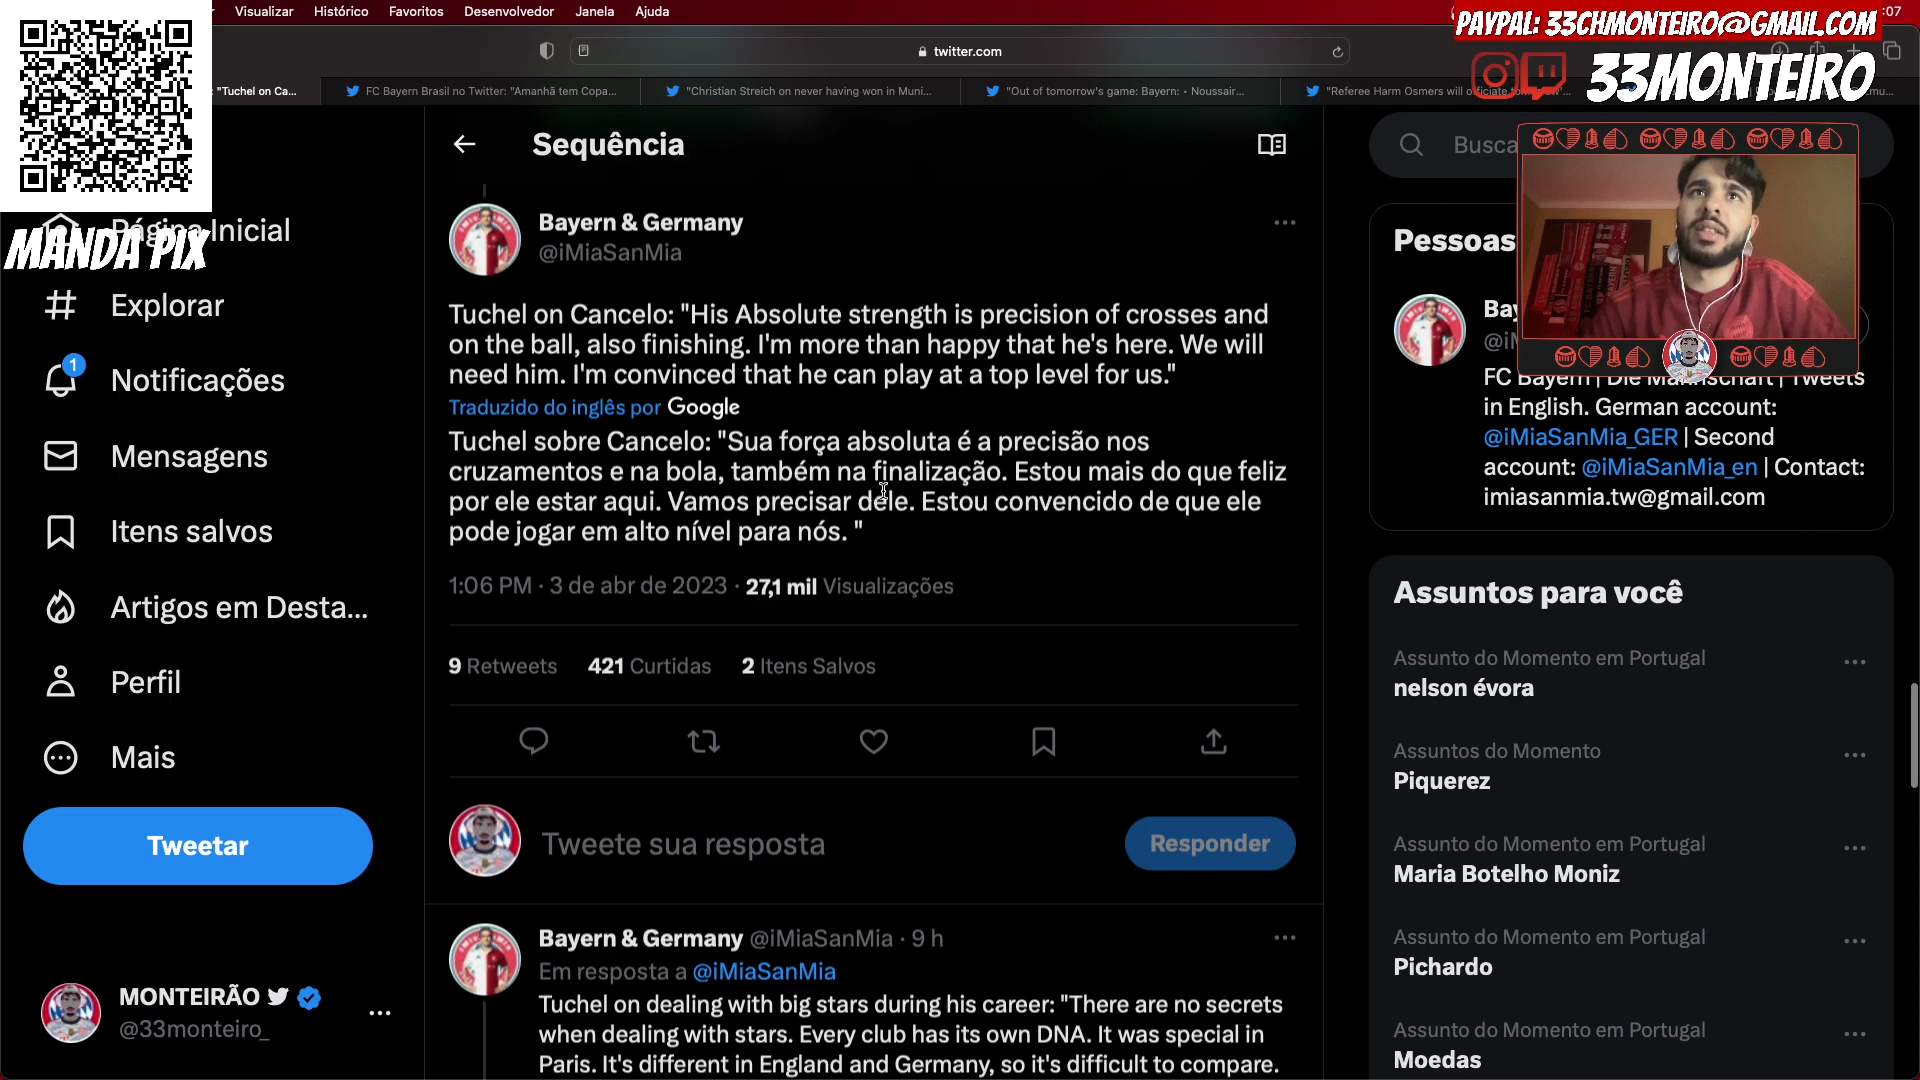 Visualizar Histórico Favoritos Desenvolvedor Janela Ajuda
:07
PAYPAL: 33CHMONTEIRO@GMAIL.COM
twitter.com
33MONTEIRO
"Tuchel on Ca...
FC Bayern Brasil no Twitter: "Amanhã tem Copa...
"Christian Streich on never having won in Muni...
"Out of tomorrow's game: Bayern: • Noussair...
"Referee Harm Osmers will officiate tomorrow'...
MANDA PIX
Página Inicial
Explorar
1
Notificações
Mensagens
Itens salvos
Artigos em Desta...
Perfil
Mais
Tweetar
MONTEIRÃO
@33monteiro_
Sequência
Bayern & Germany
@iMiaSanMia
Tuchel on Cancelo: "His Absolute strength is precision of crosses and
on the ball, also finishing. I'm more than happy that he's here. We will
need him. I'm convinced that he can play at a top level for us."
Traduzido do inglês por Google
Tuchel sobre Cancelo: "Sua força absoluta é a precisão nos
cruzamentos e na bola, também na finalização. Estou mais do que feliz
por ele estar aqui. Vamos precisar dele. Estou convencido de que ele
pode jogar em alto nível para nós. "
1:06 PM · 3 de abr de 2023 · 27,1 mil Visualizações
9 Retweets 421 Curtidas 2 Itens Salvos
Tweete sua resposta
Responder
Bayern & Germany @iMiaSanMia · 9 h
Em resposta a @iMiaSanMia
Tuchel on dealing with big stars during his career: "There are no secrets
when dealing with stars. Every club has its own DNA. It was special in
Paris. It's different in England and Germany, so it's difficult to compare.
Busca
Pessoas
Bay
@iM
FC Bayern | Die Mannschaft | Tweets
in English. German account:
@iMiaSanMia_GER | Second
account: @iMiaSanMia_en | Contact:
imiasanmia.tw@gmail.com
Assuntos para você
Assunto do Momento em Portugal
nelson évora
Assuntos do Momento
Piquerez
Assunto do Momento em Portugal
Maria Botelho Moniz
Assunto do Momento em Portugal
Pichardo
Assunto do Momento em Portugal
Moedas